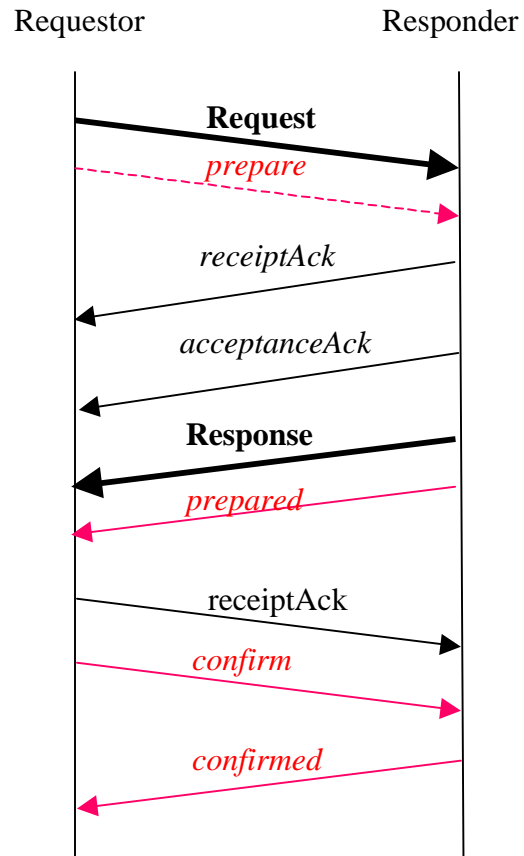 Requestor Responder
Request
prepare
receiptAck
acceptanceAck
Response
prepared
receiptAck
confirm
confirmed